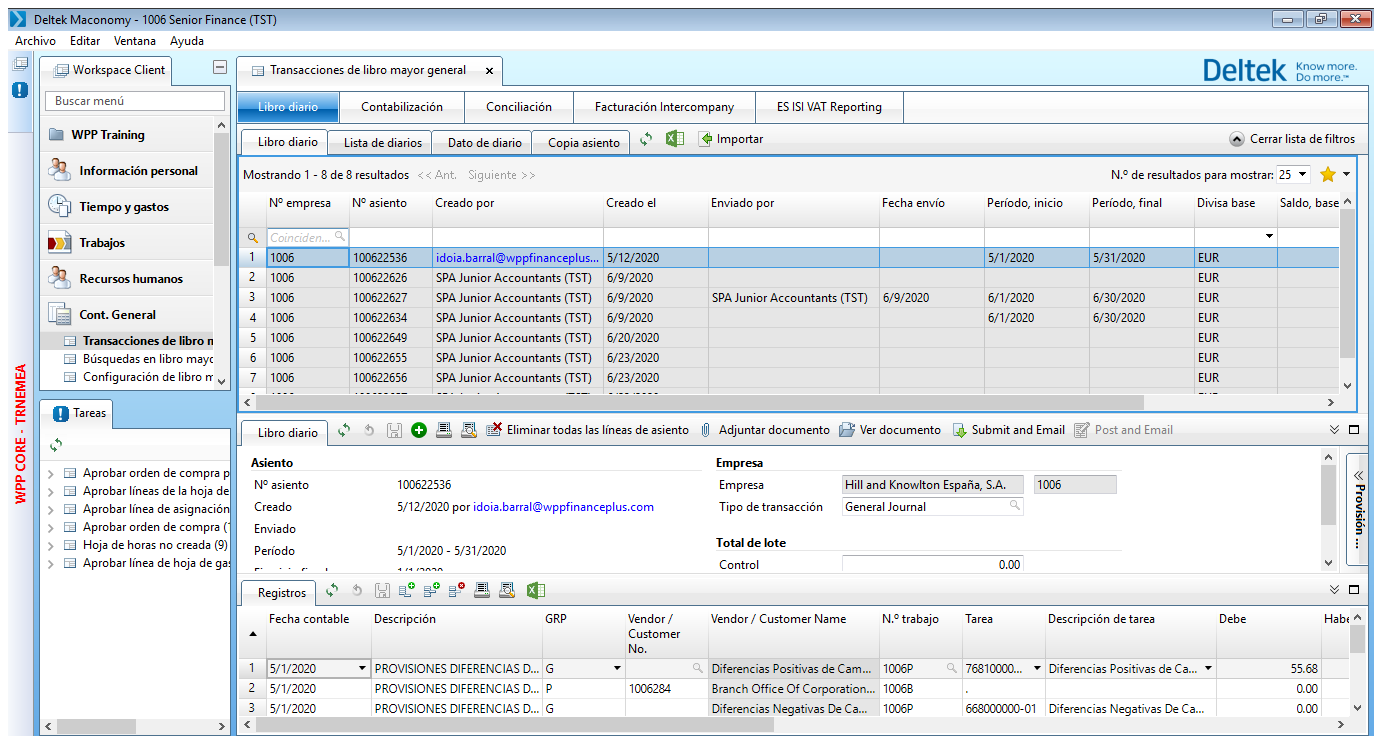 Deltek Maconomy - 1006 Senior Finance (TST)
Archivo Editar Ventana Ayuda
Workspace Client
Buscar menú
WPP Training
Información personal
Tiempo y gastos
Trabajos
Recursos humanos
Cont. General
Transacciones de libro n
Búsquedas en libro mayo
Configuración de libro m
WPP CORE - TRNEMEA
Tareas
Aprobar orden de compra p
Aprobar líneas de la hoja de
Aprobar línea de asignación
Aprobar orden de compra (
Hoja de horas no creada (9)
Aprobar línea de hoja de gas
Transacciones de libro mayor general
Deltek Know more. Do more.™
Libro diario Contabilización Conciliación Facturación Intercompany ES ISI VAT Reporting
Libro diario Lista de diarios Dato de diario Copia asiento Importar Cerrar lista de filtros
Mostrando 1 - 8 de 8 resultados << Ant. Siguiente >> N.º de resultados para mostrar: 25
Nº empresa Nº asiento Creado por Creado el Enviado por Fecha envío Período, inicio Período, final Divisa base Saldo, base
Coinciden...
1 1006 100622536 idoia.barral@wppfinanceplus... 5/12/2020 5/1/2020 5/31/2020 EUR
2 1006 100622626 SPA Junior Accountants (TST) 6/9/2020 EUR
3 1006 100622627 SPA Junior Accountants (TST) 6/9/2020 SPA Junior Accountants (TST) 6/9/2020 6/1/2020 6/30/2020 EUR
4 1006 100622634 SPA Junior Accountants (TST) 6/9/2020 6/1/2020 6/30/2020 EUR
5 1006 100622649 SPA Junior Accountants (TST) 6/20/2020 EUR
6 1006 100622655 SPA Junior Accountants (TST) 6/23/2020 EUR
7 1006 100622656 SPA Junior Accountants (TST) 6/23/2020 EUR
Libro diario Eliminar todas las líneas de asiento Adjuntar documento Ver documento Submit and Email Post and Email
Asiento
Nº asiento 100622536
Creado 5/12/2020 por idoia.barral@wppfinanceplus.com
Enviado
Período 5/1/2020 - 5/31/2020
Empresa
Empresa Hill and Knowlton España, S.A. 1006
Tipo de transacción General Journal
Total de lote
Control 0.00
Provisión ...
Registros
Fecha contable Descripción GRP Vendor / Customer No. Vendor / Customer Name N.º trabajo Tarea Descripción de tarea Debe Habe
1 5/1/2020 PROVISIONES DIFERENCIAS D... G Diferencias Positivas de Cam... 1006P 76810000... Diferencias Positivas de Ca... 55.68
2 5/1/2020 PROVISIONES DIFERENCIAS D... P 1006284 Branch Office Of Corporation... 1006B . 0.00
3 5/1/2020 PROVISIONES DIFERENCIAS D... G Diferencias Negativas De Ca... 1006P 668000000-01 Diferencias Negativas De Ca... 0.00